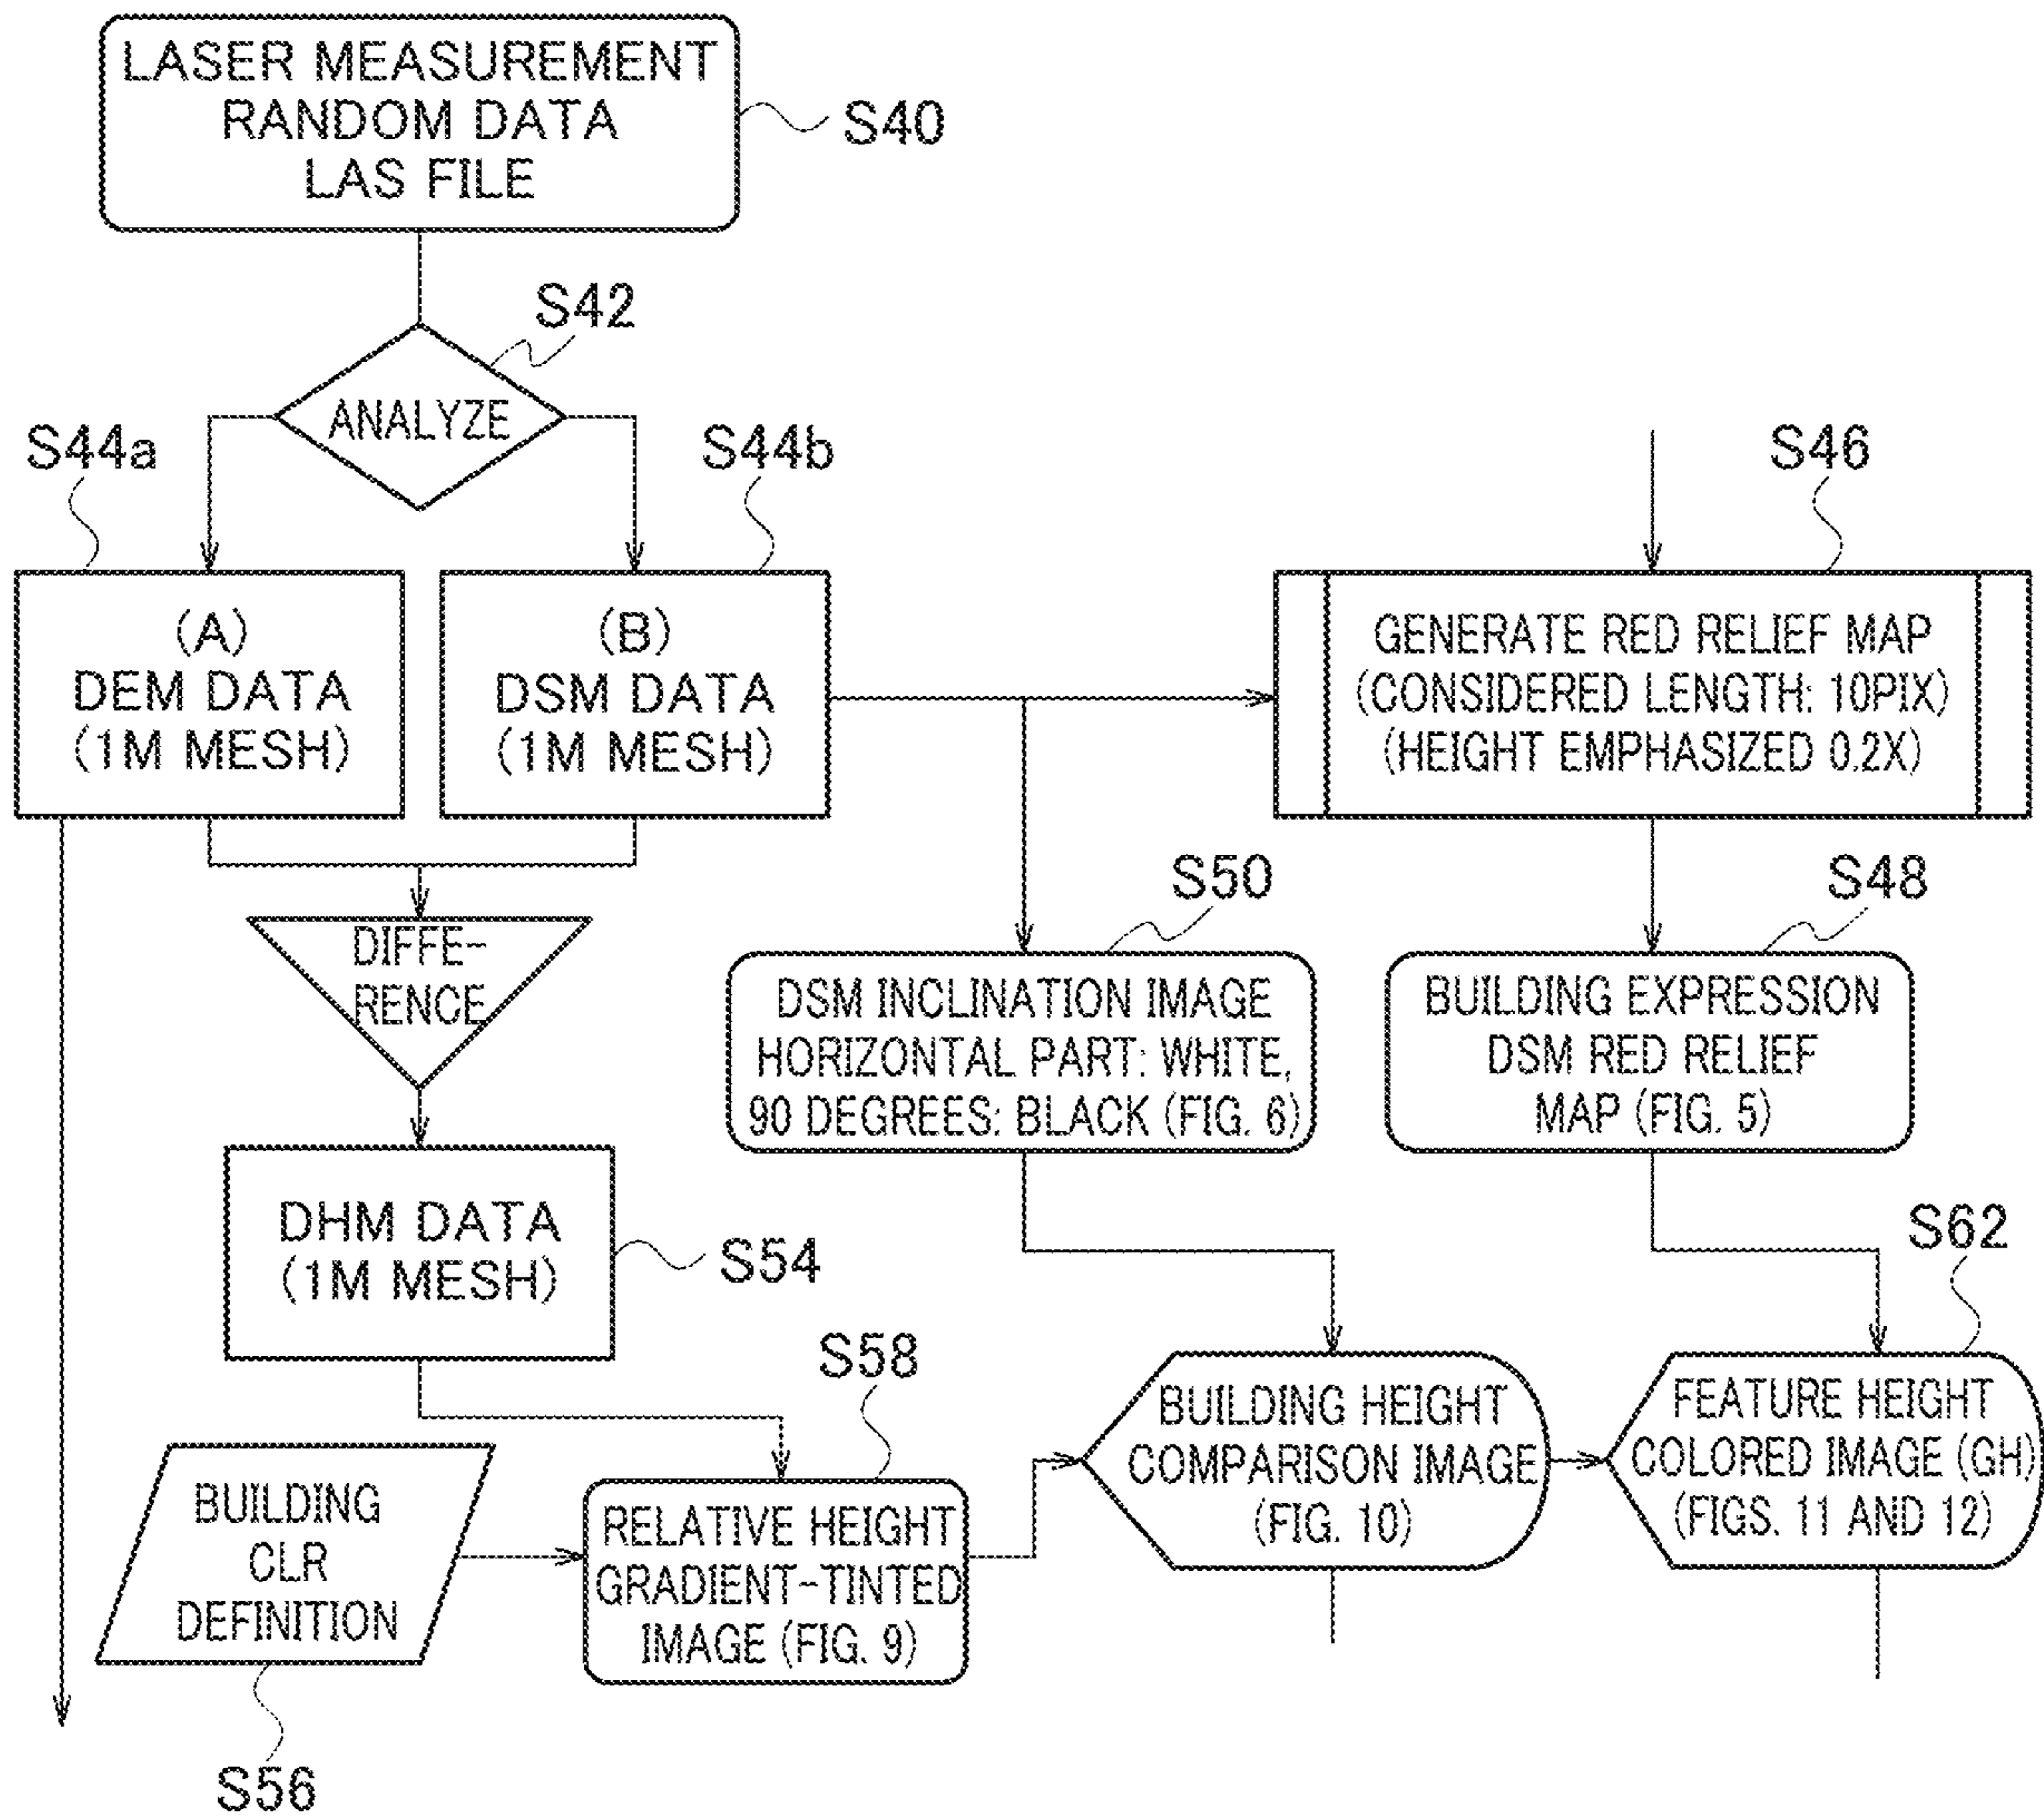 LASER MEASUREMENT
RANDOM DATA
LAS FILE
S40
S42
ANALYZE
S44a
S44b
S46
(A)
DEM DATA
(1M MESH)
(B)
DSM DATA
(1M MESH)
GENERATE RED RELIEF MAP
(CONSIDERED LENGTH: 10PIX)
(HEIGHT EMPHASIZED 0.2X)
DIFFE-
RENCE
S50
S48
DSM INCLINATION IMAGE
HORIZONTAL PART: WHITE,
90 DEGREES: BLACK (FIG. 6)
BUILDING EXPRESSION
DSM RED RELIEF
MAP (FIG. 5)
DHM DATA
(1M MESH)
S54
S62
S58
BUILDING HEIGHT
COMPARISON IMAGE
(FIG. 10)
FEATURE HEIGHT
COLORED IMAGE (GH)
(FIGS. 11 AND 12)
BUILDING
CLR
DEFINITION
RELATIVE HEIGHT
GRADIENT-TINTED
IMAGE (FIG. 9)
S56